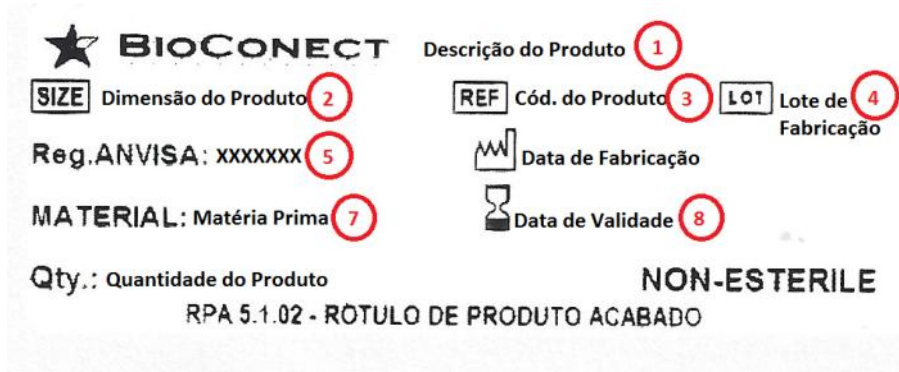 BIOCONECT Descrição do Produto 1
SIZE Dimensão do Produto 2 REF Cód. do Produto 3 LOT Lote de Fabricação 4
Reg.ANVISA: xxxxxxx 5 Data de Fabricação
MATERIAL: Matéria Prima 7 Data de Validade 8
Qty.: Quantidade do Produto NON-ESTERILE
RPA 5.1.02 - ROTULO DE PRODUTO ACABADO